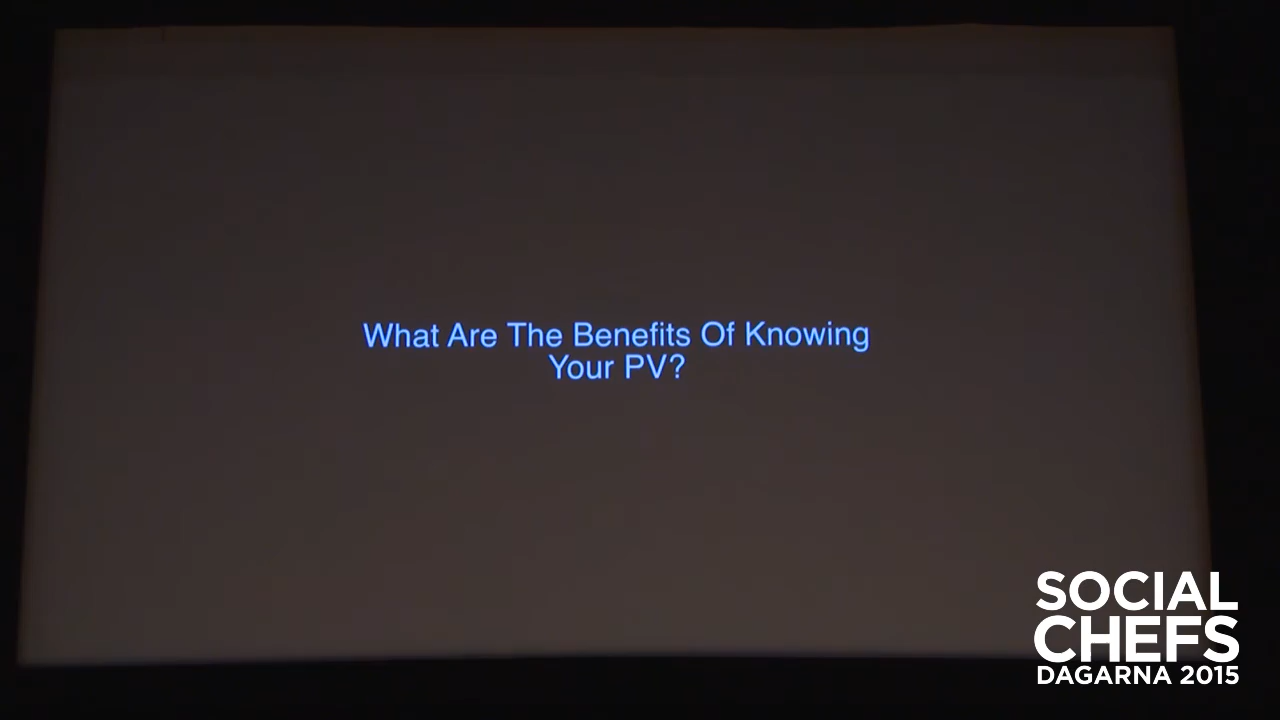 What Are The Benefits Of Knowing
Your PV?
SOCIAL
CHEFS
DAGARNA 2015